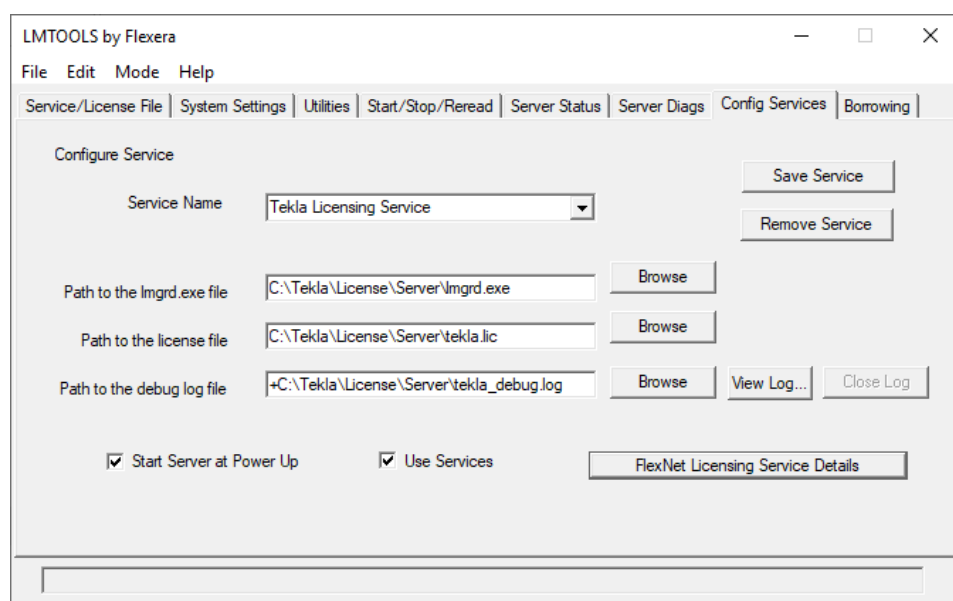 LMTOOLS by Flexera
File Edit Mode Help
Service/License File System Settings Utilities Start/Stop/Reread Server Status Server Diags Config Services Borrowing
Configure Service
Save Service
Service Name Tekla Licensing Service
Remove Service
Path to the lmgrd.exe file C:\Tekla\License\Server\lmgrd.exe Browse
Path to the license file C:\Tekla\License\Server\tekla.lic Browse
Path to the debug log file +C:\Tekla\License\Server\tekla_debug.log Browse View Log... Close Log
Start Server at Power Up Use Services FlexNet Licensing Service Details